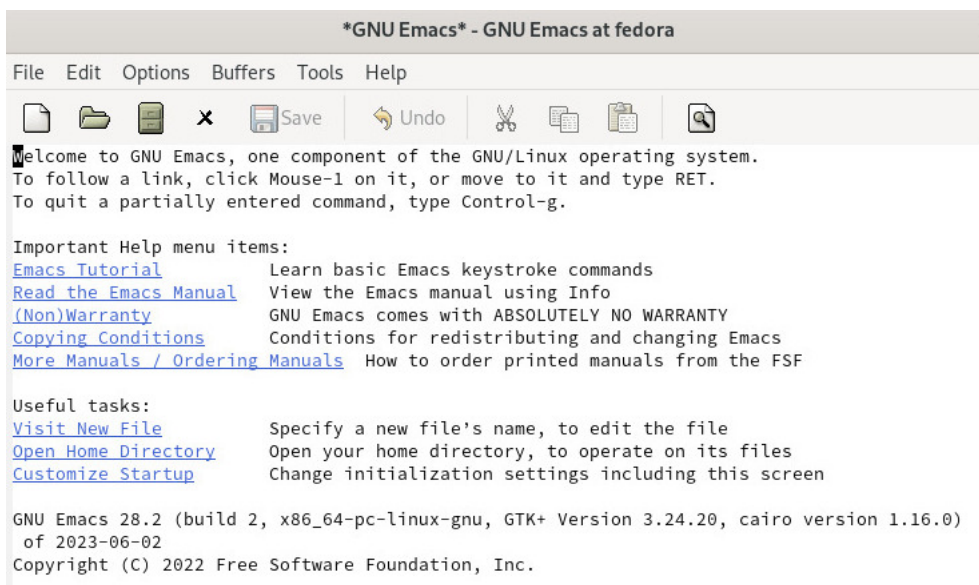 *GNU Emacs* - GNU Emacs at fedora
File Edit Options Buffers Tools Help
Save Undo
Welcome to GNU Emacs, one component of the GNU/Linux operating system.
To follow a link, click Mouse-1 on it, or move to it and type RET.
To quit a partially entered command, type Control-g.
Important Help menu items:
Emacs Tutorial Learn basic Emacs keystroke commands
Read the Emacs Manual View the Emacs manual using Info
(Non)Warranty GNU Emacs comes with ABSOLUTELY NO WARRANTY
Copying Conditions Conditions for redistributing and changing Emacs
More Manuals / Ordering Manuals How to order printed manuals from the FSF
Useful tasks:
Visit New File Specify a new file’s name, to edit the file
Open Home Directory Open your home directory, to operate on its files
Customize Startup Change initialization settings including this screen
GNU Emacs 28.2 (build 2, x86_64-pc-linux-gnu, GTK+ Version 3.24.20, cairo version 1.16.0)
of 2023-06-02
Copyright (C) 2022 Free Software Foundation, Inc.